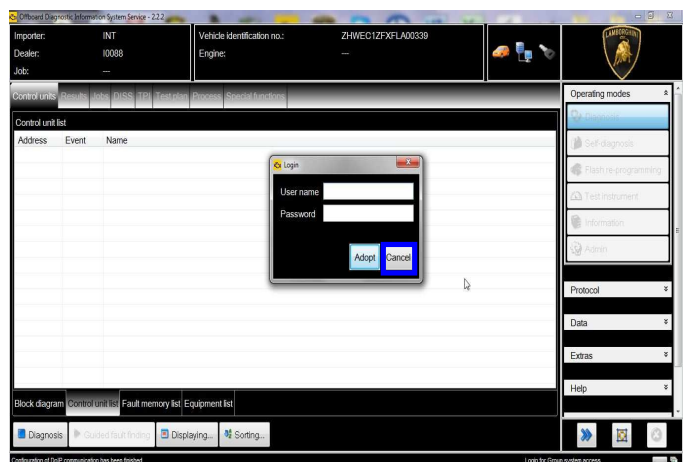 Offboard Diagnostic Information System Service - 2.2.2
Importer: INT
Dealer: I0088
Job: ---
Vehicle identification no.: ZHWEC1ZFXFLA00339
Engine: ---
LAMBORGHINI
Control units Results Jobs DISS TPI Test plan Process Special functions
Control unit list
Address Event Name
Login
User name
Password
Adopt Cancel
Operating modes
Diagnosis
Self-diagnosis
Flash re-programming
Test instrument
Information
Admin
Protocol
Data
Extras
Help
Block diagram Control unit list Fault memory list Equipment list
Diagnosis Guided fault finding Displaying... Sorting...
Configuration of DoIP communication has been finished. Login for Group system access